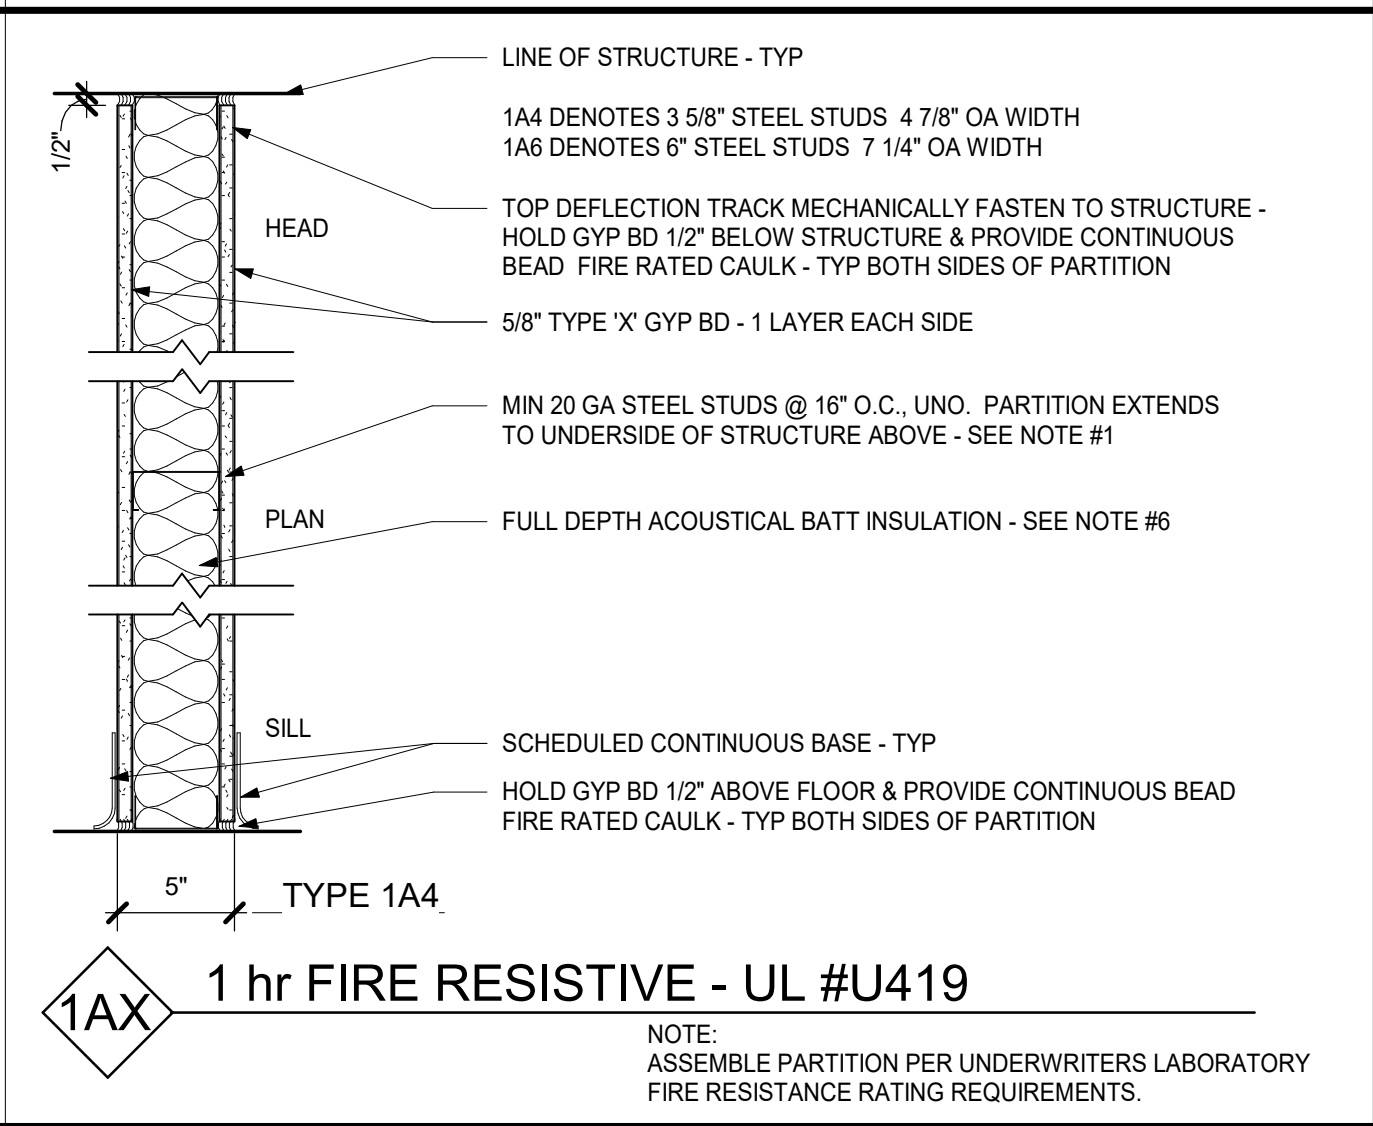 LINE OF STRUCTURE - TYP
1/2"
1A4 DENOTES 3 5/8" STEEL STUDS 4 7/8" OA WIDTH
1A6 DENOTES 6" STEEL STUDS 7 1/4" OA WIDTH
TOP DEFLECTION TRACK MECHANICALLY FASTEN TO STRUCTURE -
HOLD GYP BD 1/2" BELOW STRUCTURE & PROVIDE CONTINUOUS
BEAD FIRE RATED CAULK - TYP BOTH SIDES OF PARTITION
HEAD
5/8" TYPE 'X' GYP BD - 1 LAYER EACH SIDE
MIN 20 GA STEEL STUDS @ 16" O.C., UNO. PARTITION EXTENDS
TO UNDERSIDE OF STRUCTURE ABOVE - SEE NOTE #1
PLAN
FULL DEPTH ACOUSTICAL BATT INSULATION - SEE NOTE #6
SILL
SCHEDULED CONTINUOUS BASE - TYP
HOLD GYP BD 1/2" ABOVE FLOOR & PROVIDE CONTINUOUS BEAD
FIRE RATED CAULK - TYP BOTH SIDES OF PARTITION
5"
TYPE 1A4
1AX
1 hr FIRE RESISTIVE - UL #U419
NOTE:
ASSEMBLE PARTITION PER UNDERWRITERS LABORATORY
FIRE RESISTANCE RATING REQUIREMENTS.